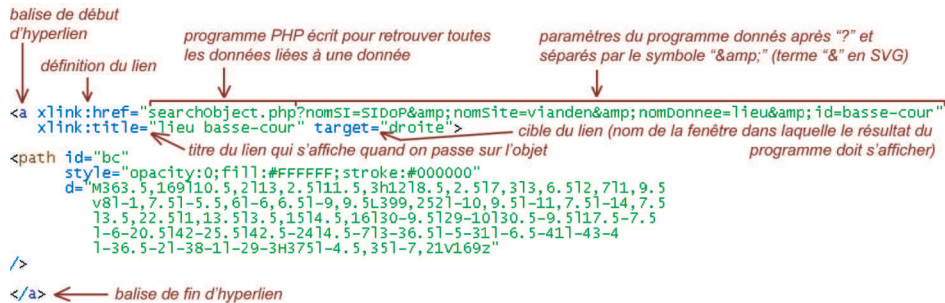 balise de début
d'hyperlien
programme PHP écrit pour retrouver toutes
les données liées à une donnée
paramètres du programme donnés après “?” et
séparés par le symbole “&amp;” (terme “&” en SVG)
définition du lien
<a xlink:href="searchObject.php?nomSI=SIDoP&amp;nomSite=vianden&amp;nomDonnee=lieu&amp;id=basse-cour"
xlink:title="lieu basse-cour" target="droite">
cible du lien (nom de la fenêtre dans laquelle le résultat du
programme doit s'afficher)
titre du lien qui s'affiche quand on passe sur l'objet
<path id="bc"
style="opacity:0;fill:#FFFFFF;stroke:#000000"
d="M363.5,169l10.5,2l13,2.5l11.5,3h12l8.5,2.5l7,3l3,6.5l2,7l1,9.5
v8l-1,7.5l-5.5,6l-6,6.5l-9,9.5L399,252l-10,9.5l-11,7.5l-14,7.5
l3.5,22.5l1,13.5l3.5,15l4.5,16l30-9.5l29-10l30.5-9.5l17.5-7.5
l-6-20.5l42-25.5l42.5-24l4.5-7l3-36.5l-5-31l-6.5-41l-43-4
l-36.5-2l-38-1l-29-3H375l-4.5,35l-7,21V169z"
/>
</a>
balise de fin d'hyperlien